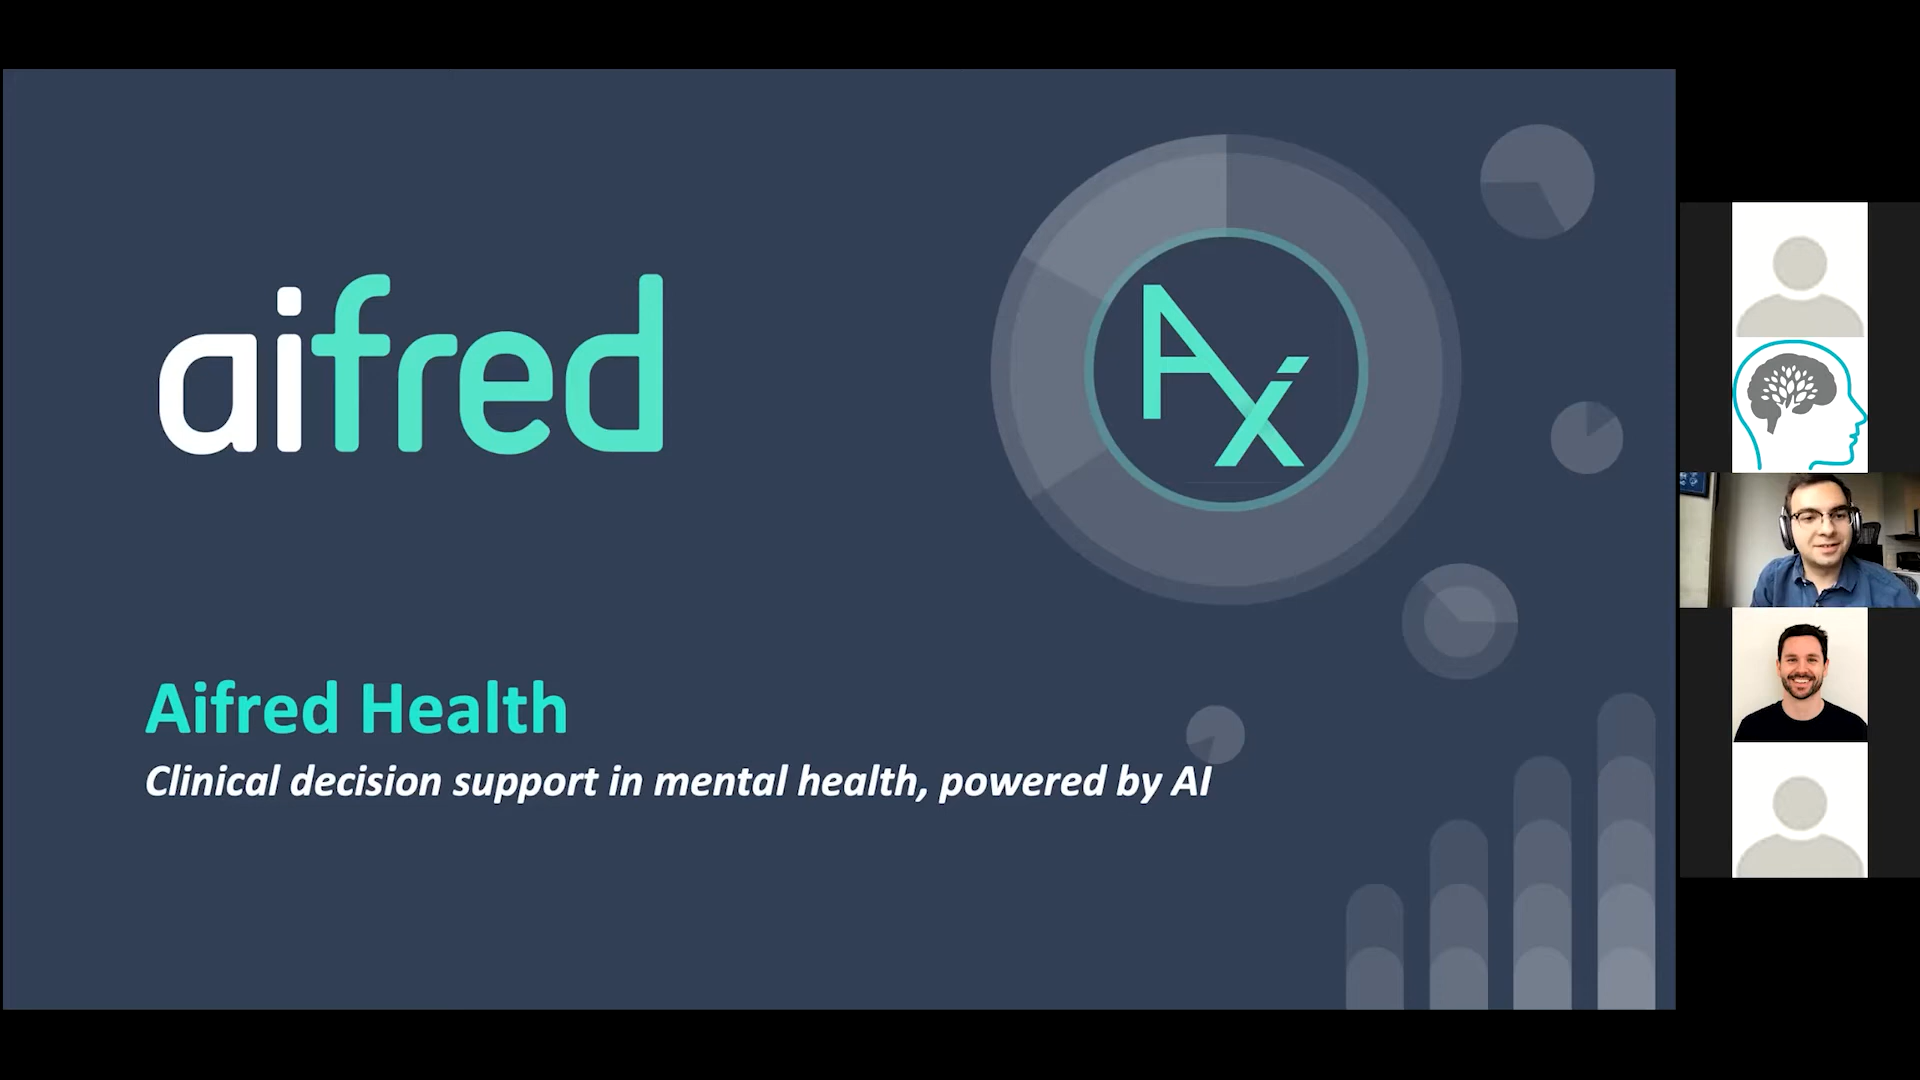 aifred
Ax
Aifred Health
Clinical decision support in mental health, powered by AI